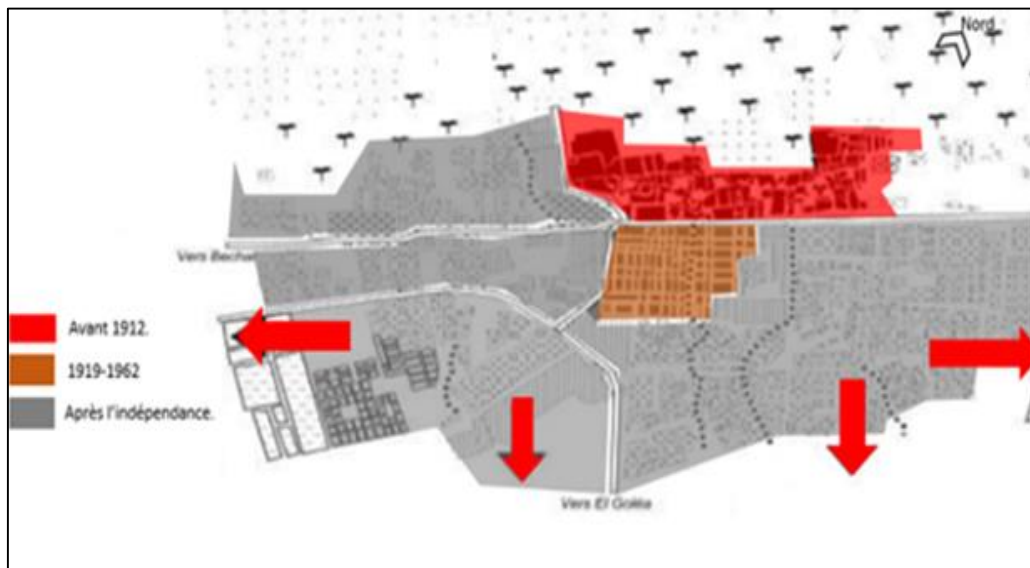 Nord
Vers Bechar
Avant 1912.
1919-1962
Après l'indépendance.
Vers El Goléa